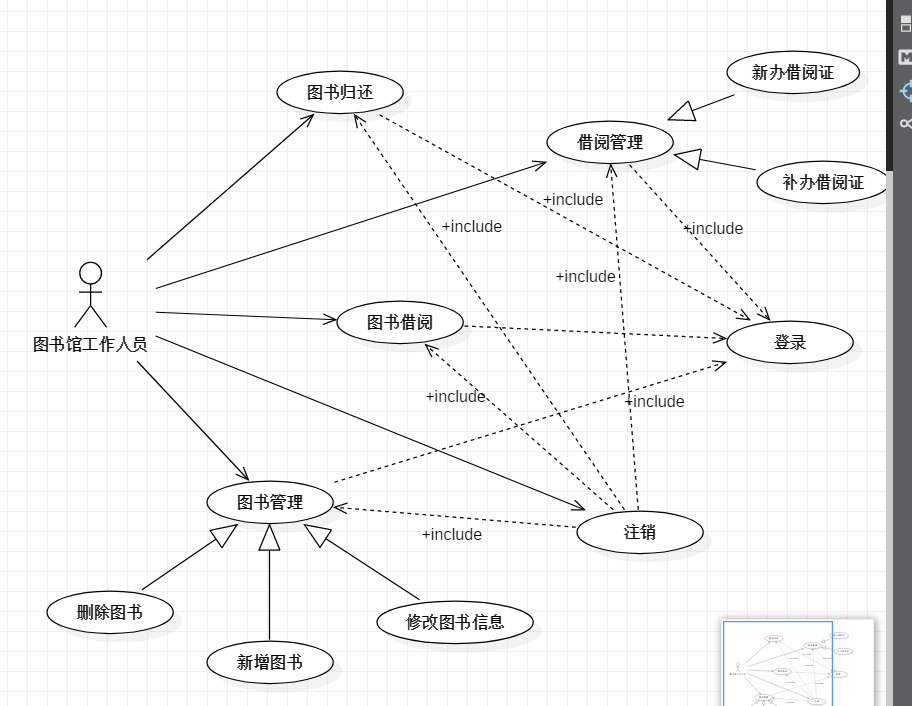 新办借阅证
图书归还
借阅管理
补办借阅证
+include
+include
+include
+include
图书借阅
图书馆工作人员
登录
+include
+include
图书管理
+include
注销
删除图书
修改图书信息
新增图书